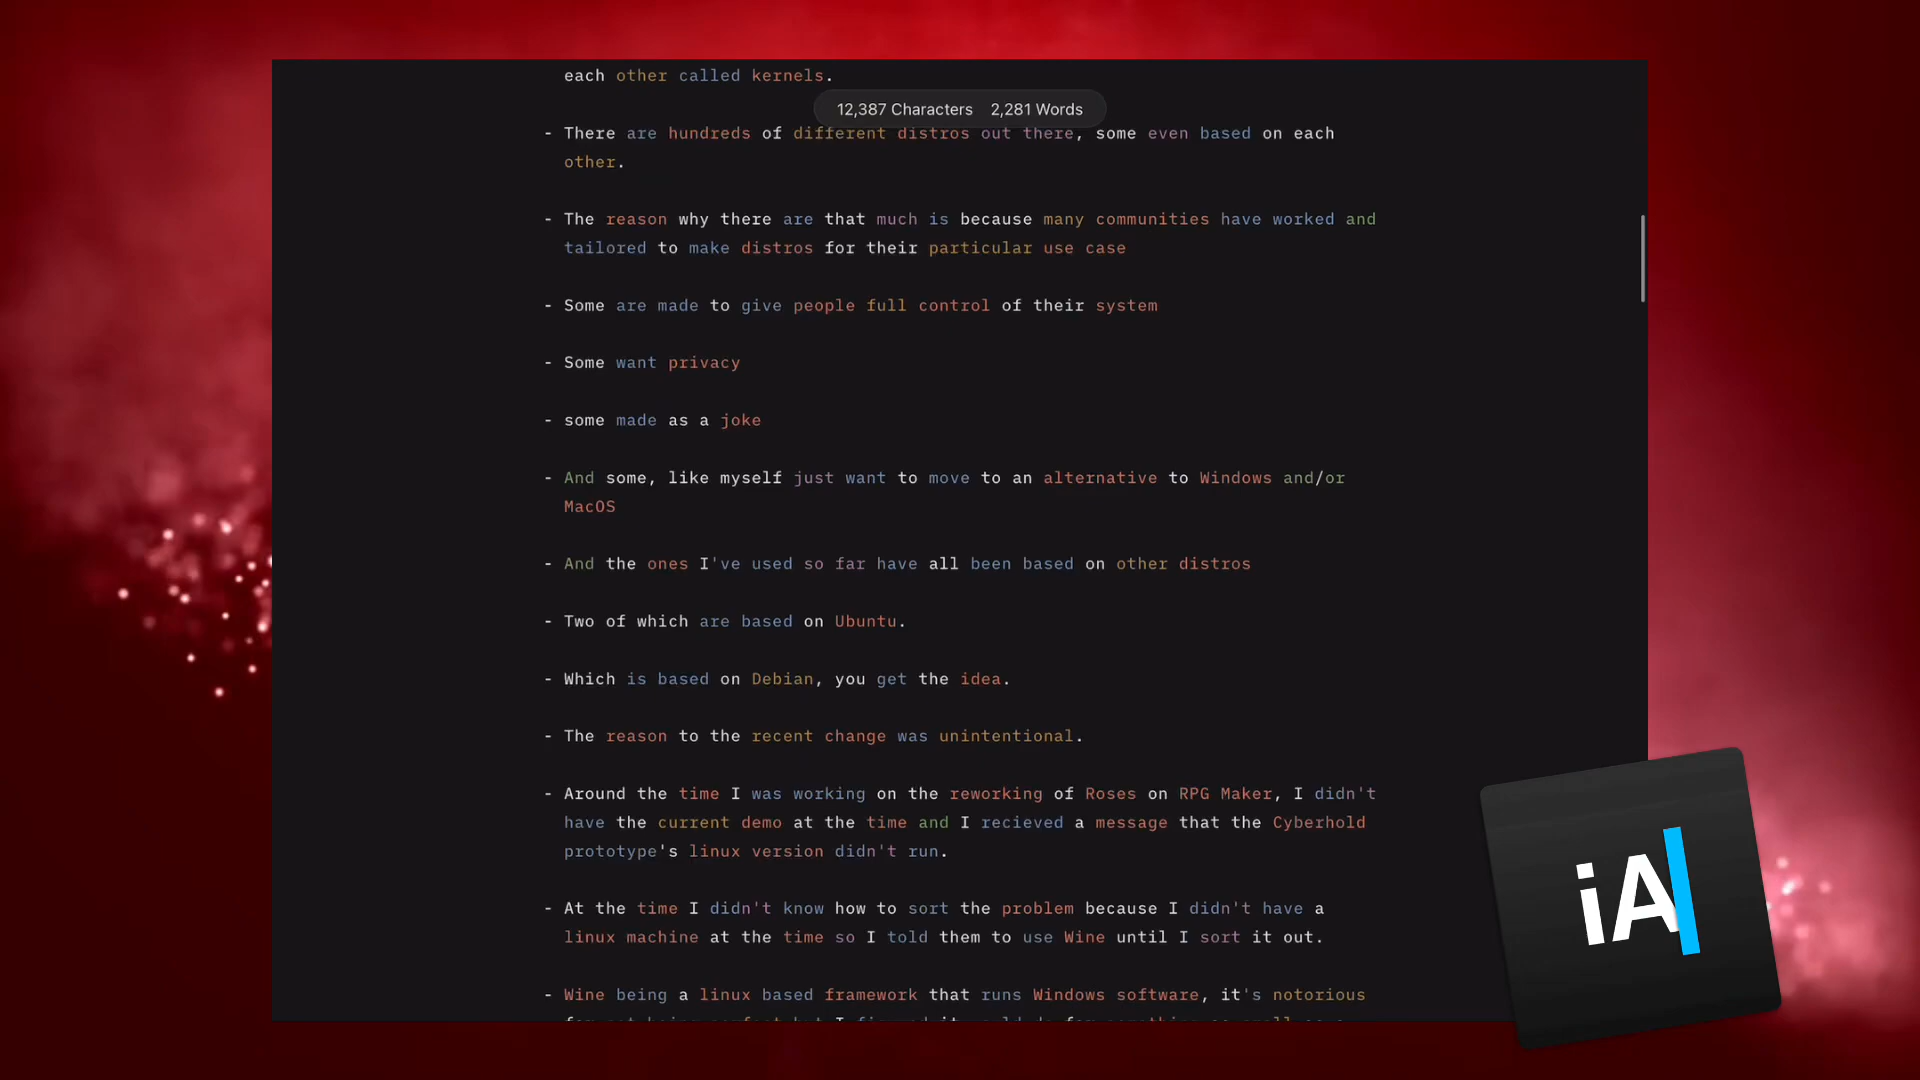 each other called kernels.
12,387 Characters 2,281 Words
- There are hundreds of different distros out there, some even based on each
other.
- The reason why there are that much is because many communities have worked and
tailored to make distros for their particular use case
- Some are made to give people full control of their system
- Some want privacy
- some made as a joke
- And some, like myself just want to move to an alternative to Windows and/or
MacOS
- And the ones I've used so far have all been based on other distros
- Two of which are based on Ubuntu.
- Which is based on Debian, you get the idea.
- The reason to the recent change was unintentional.
- Around the time I was working on the reworking of Roses on RPG Maker, I didn't
have the current demo at the time and I recieved a message that the Cyberhold
prototype's linux version didn't run.
- At the time I didn't know how to sort the problem because I didn't have a
linux machine at the time so I told them to use Wine until I sort it out.
- Wine being a linux based framework that runs Windows software, it's notorious
iA